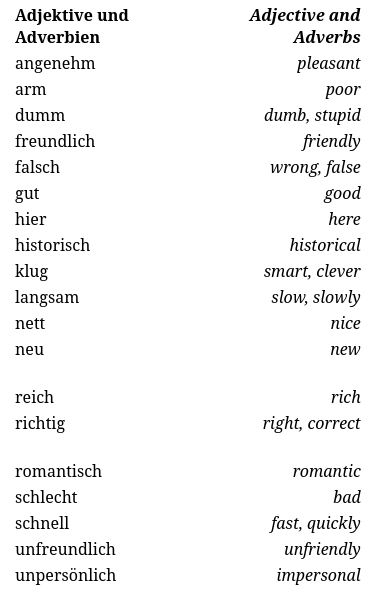 Adjektive und Adjective and
Adverbien Adverbs
angenehm pleasant
arm poor
dumm dumb, stupid
freundlich friendly
falsch wrong, false
gut good
hier here
historisch historical
klug smart, clever
langsam slow, slowly
nett nice
neu new
reich rich
richtig right, correct
romantisch romantic
schlecht bad
schnell fast, quickly
unfreundlich unfriendly
unpersönlich impersonal